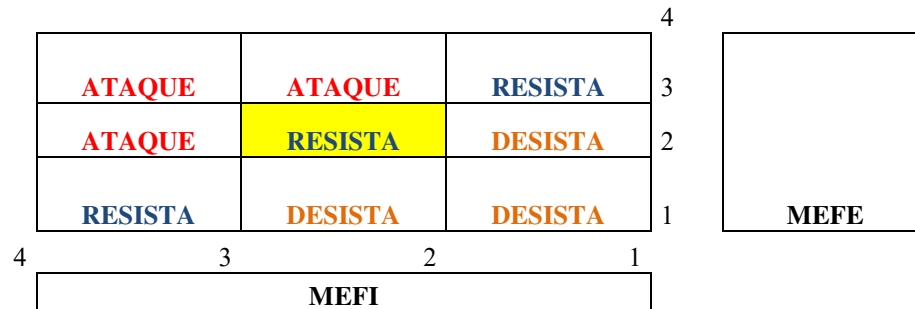 4
ATAQUE ATAQUE RESISTA 3
ATAQUE RESISTA DESISTA 2
RESISTA DESISTA DESISTA 1 MEFE
4 3 2 1
MEFI